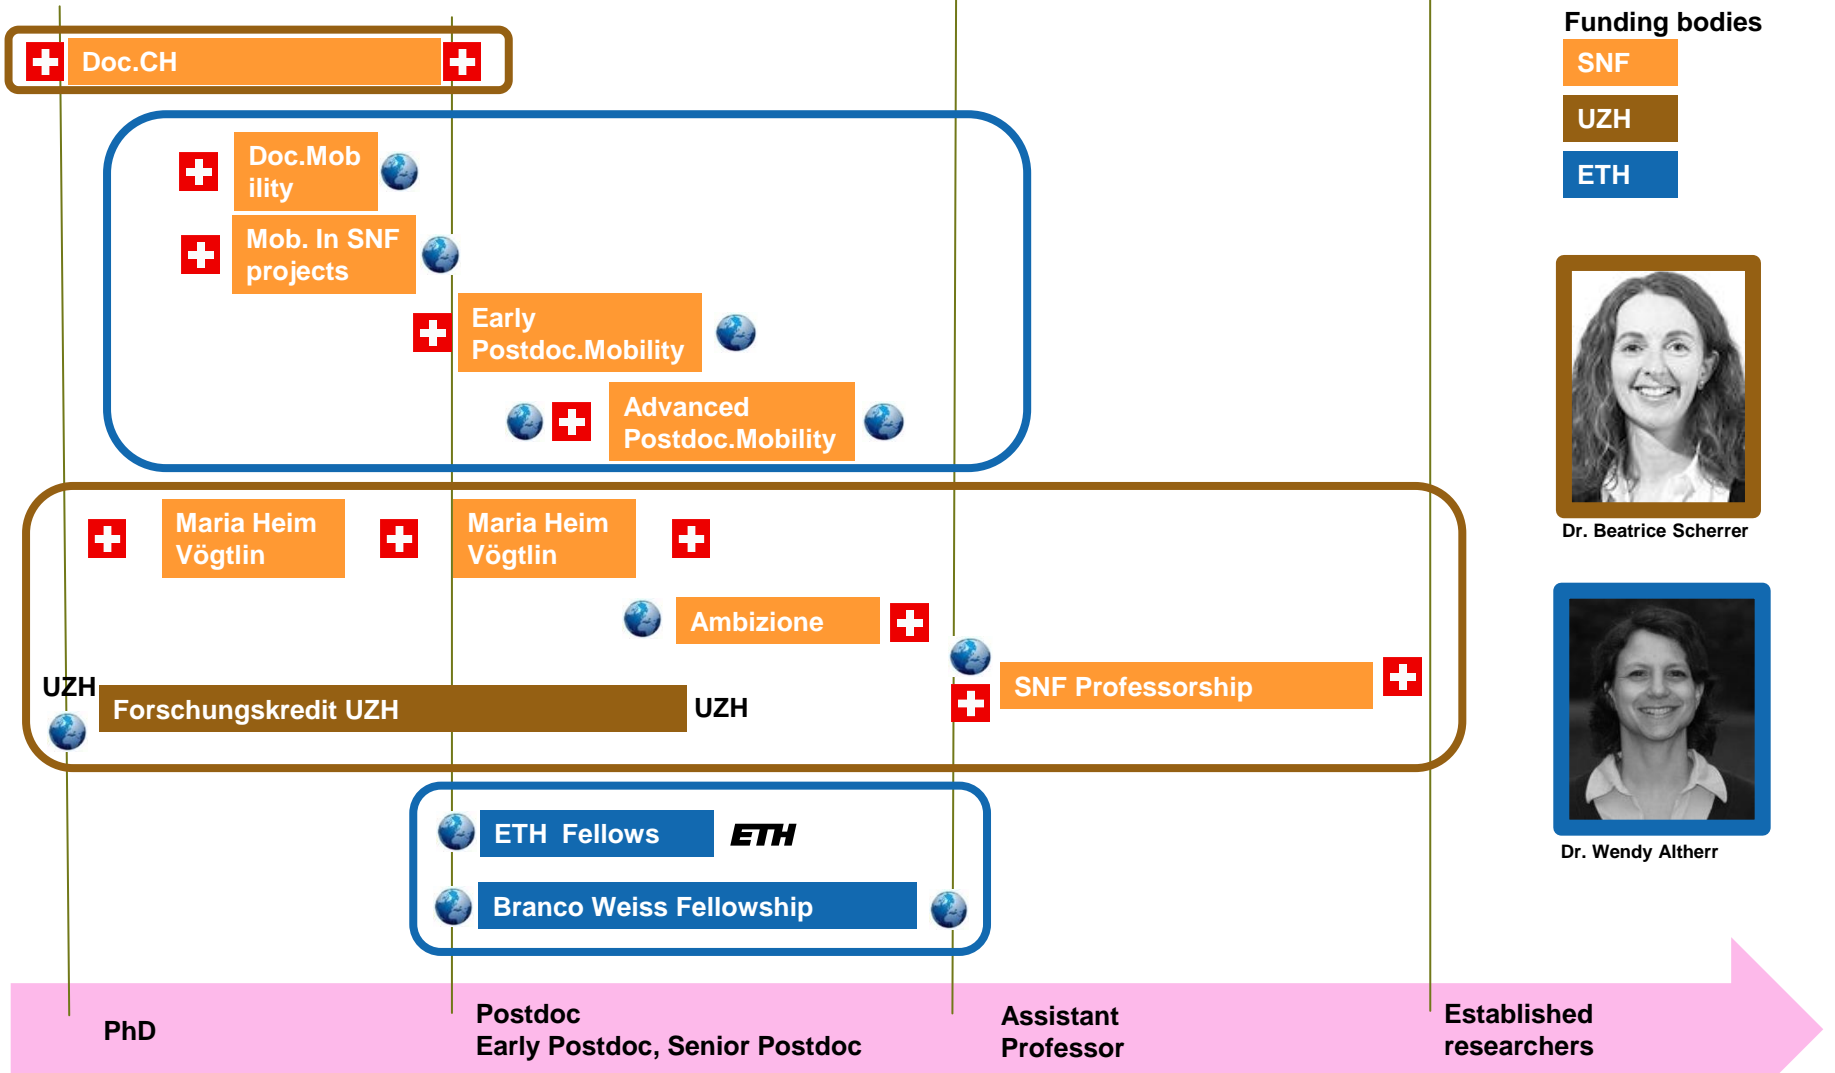 Funding bodies
Doc.CH
SNF
UZH
ETH
Doc.Mob
ility
Mob. In SNF
projects
Early
Postdoc.Mobility
Advanced
Postdoc.Mobility
Maria Heim
Vögtlin
Maria Heim
Vögtlin
Dr. Beatrice Scherrer
Ambizione
SNF Professorship
UZH
Forschungskredit UZH
UZH
ETH Fellows
ETH
Dr. Wendy Altherr
Branco Weiss Fellowship
PhD
Postdoc
Early Postdoc, Senior Postdoc
Assistant
Professor
Established
researchers